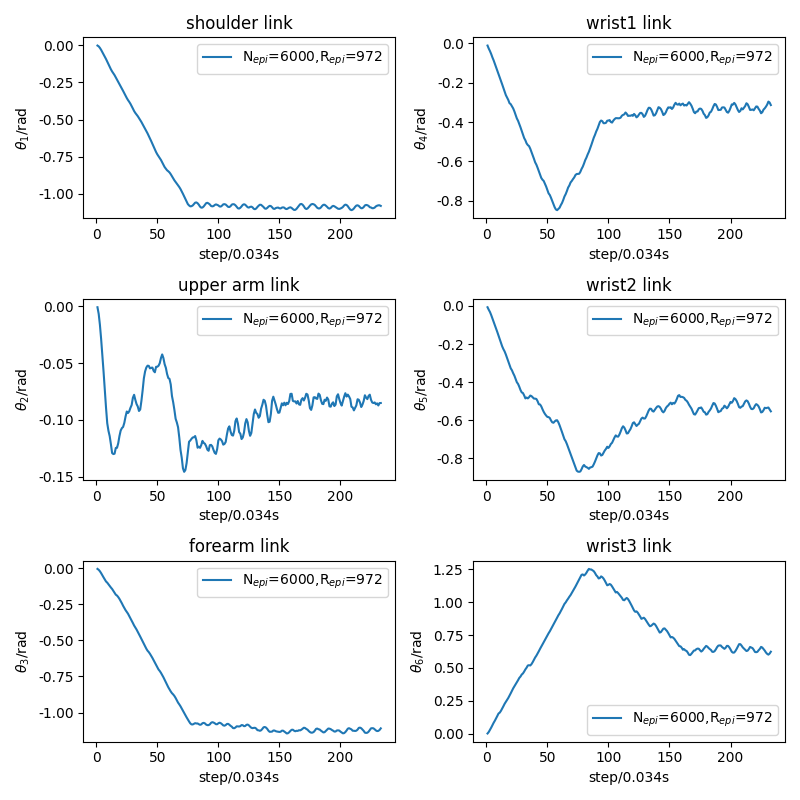 shoulder link
N_epi=6000,R_epi=972
0.00
-0.25
-0.50
-0.75
-1.00
θ_1/rad
0 50 100 150 200
step/0.034s
wrist1 link
N_epi=6000,R_epi=972
0.0
-0.2
-0.4
-0.6
-0.8
θ_4/rad
0 50 100 150 200
step/0.034s
upper arm link
N_epi=6000,R_epi=972
0.00
-0.05
-0.10
-0.15
θ_2/rad
0 50 100 150 200
step/0.034s
wrist2 link
N_epi=6000,R_epi=972
0.0
-0.2
-0.4
-0.6
-0.8
θ_5/rad
0 50 100 150 200
step/0.034s
forearm link
N_epi=6000,R_epi=972
0.00
-0.25
-0.50
-0.75
-1.00
θ_3/rad
0 50 100 150 200
step/0.034s
wrist3 link
1.25
1.00
0.75
0.50
0.25
0.00
θ_6/rad
N_epi=6000,R_epi=972
0 50 100 150 200
step/0.034s